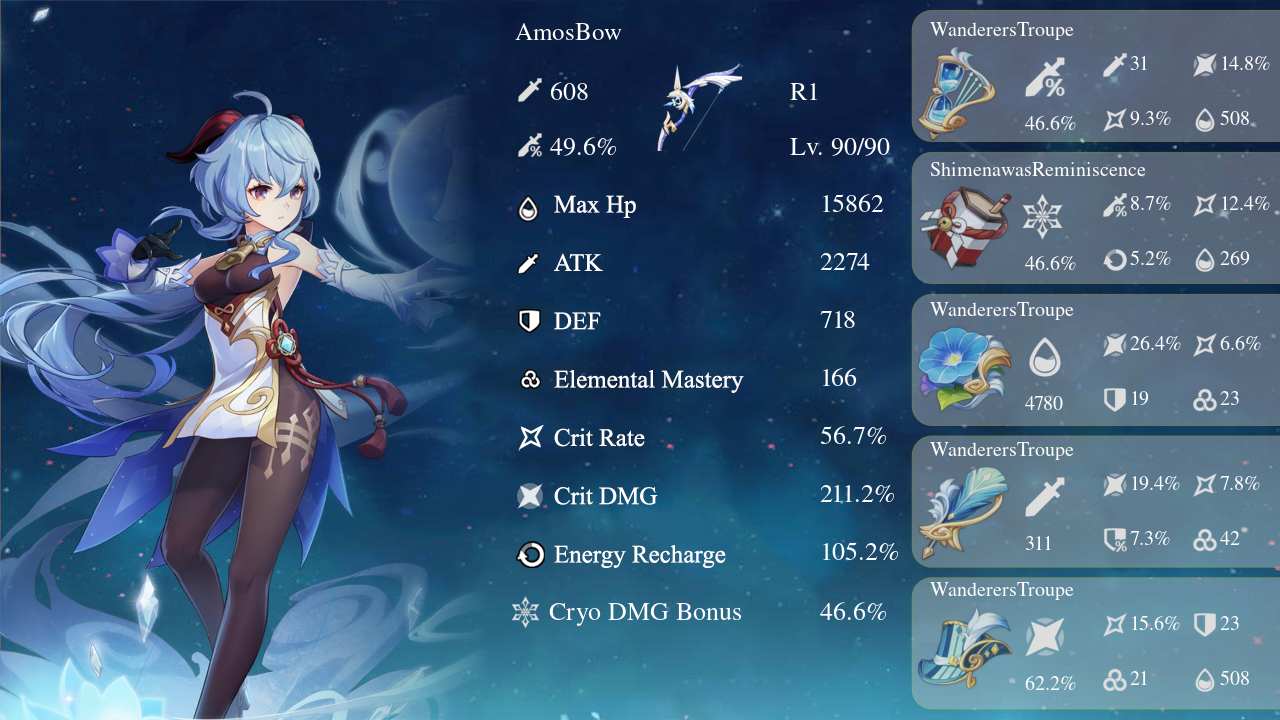 AmosBow
608
R1
49.6%
Lv. 90/90
Max Hp 15862
ATK 2274
DEF 718
Elemental Mastery 166
Crit Rate 56.7%
Crit DMG 211.2%
Energy Recharge 105.2%
Cryo DMG Bonus 46.6%
WanderersTroupe
31 14.8%
46.6% 9.3% 508
ShimenawasReminiscence
8.7% 12.4%
46.6% 5.2% 269
WanderersTroupe
26.4% 6.6%
4780 19 23
WanderersTroupe
19.4% 7.8%
311 7.3% 42
WanderersTroupe
15.6% 23
62.2% 21 508